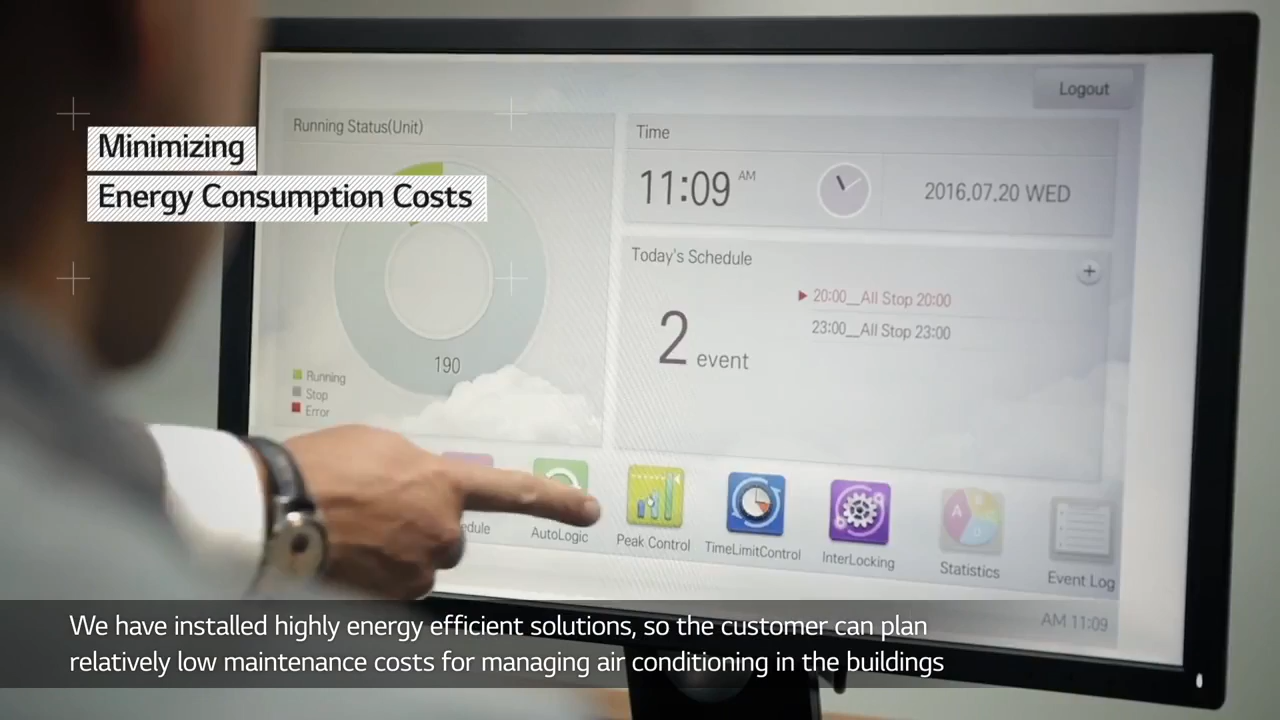 Logout
Running Status(Unit)
Minimizing
Energy Consumption Costs
190
Running
Stop
Error
Time
11:09 AM
2016.07.20 WED
Today's Schedule
+
2 event
20:00__All Stop 20:00
23:00__All Stop 23:00
edule
AutoLogic
Peak Control
TimeLimitControl
InterLocking
A
Statistics
Event Log
AM 11:09
We have installed highly energy efficient solutions, so the customer can plan
relatively low maintenance costs for managing air conditioning in the buildings